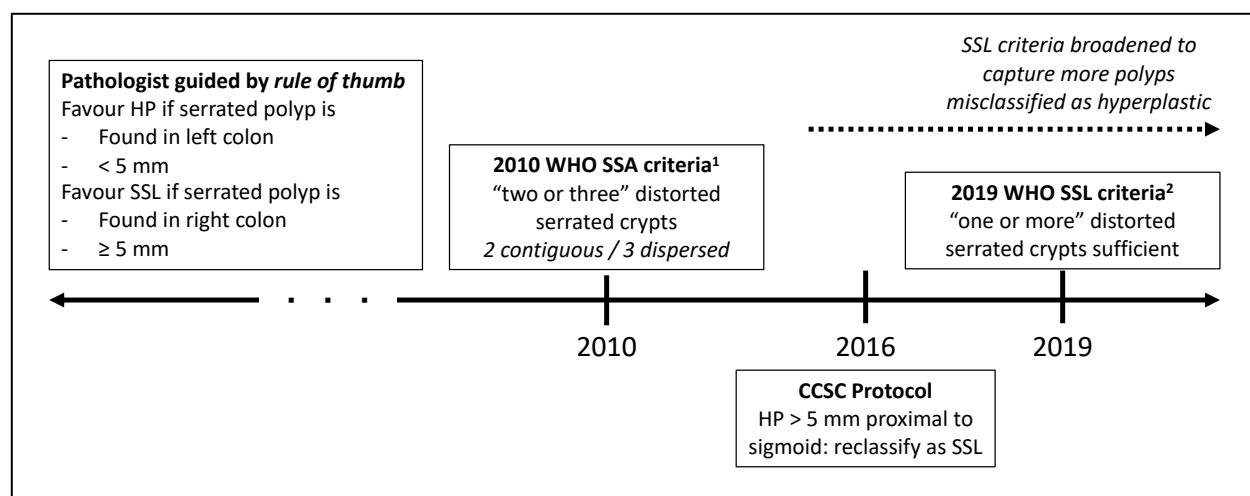 Pathologist guided by rule of thumb
Favour HP if serrated polyp is
- Found in left colon
- < 5 mm
Favour SSL if serrated polyp is
- Found in right colon
- ≥ 5 mm
SSL criteria broadened to
capture more polyps
misclassified as hyperplastic
2010 WHO SSA criteria¹
“two or three” distorted
serrated crypts
2 contiguous / 3 dispersed
2019 WHO SSL criteria²
“one or more” distorted
serrated crypts sufficient
. . .
2010
2016
2019
CCSC Protocol
HP > 5 mm proximal to
sigmoid: reclassify as SSL